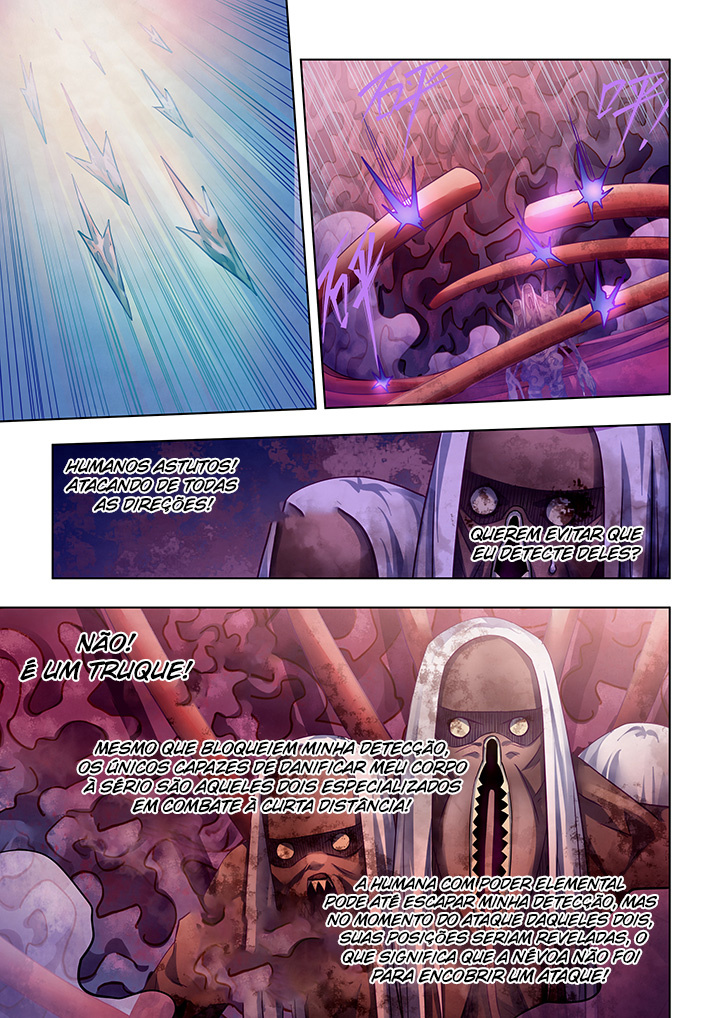 HUMANOS ASTUTOS!
ATACANDO DE TODAS
AS DIREÇÕES!
QUEREM EVITAR QUE
EU DETECTE DELES?
NÃO!
É UM TRUQUE!
MESMO QUE BLOQUEIEM MINHA DETECÇÃO,
OS ÚNICOS CAPAZES DE DANIFICAR MEU CORPO
À SÉRIO SÃO AQUELES DOIS ESPECIALIZADOS
EM COMBATE À CURTA DISTÂNCIA!
A HUMANA COM PODER ELEMENTAL
PODE ATÉ ESCAPAR MINHA DETECÇÃO, MAS
NO MOMENTO DO ATAQUE DAQUELES DOIS,
SUAS POSIÇÕES SERIAM REVELADAS, O
QUE SIGNIFICA QUE A NÉVOA NÃO FOI
PARA ENCOBRIR UM ATAQUE!